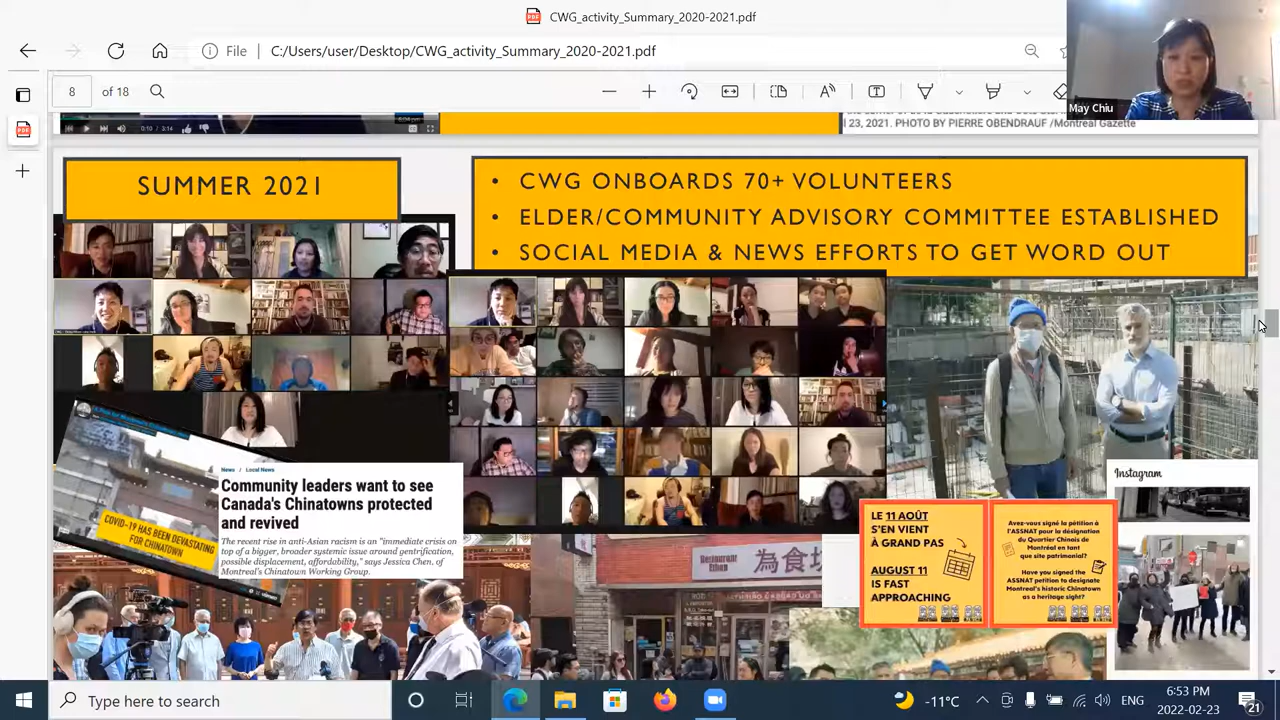 CWG_activity_Summary_2020-2021.pdf
File
C:/Users/user/Desktop/CWG_activity_Summary_2020-2021.pdf
8
of 18
May Chiu
0:10 / 3:14
23, 2021. PHOTO BY PIERRE OBENDRAUF /Montreal Gazette
SUMMER 2021
• CWG ONBOARDS 70+ VOLUNTEERS
• ELDER/COMMUNITY ADVISORY COMMITTEE ESTABLISHED
• SOCIAL MEDIA & NEWS EFFORTS TO GET WORD OUT
COVID-19 HAS BEEN DEVASTATING
FOR CHINATOWN
News / Local News
Community leaders want to see
Canada's Chinatowns protected
and revived
The recent rise in anti-Asian racism is an "immediate crisis on
top of a bigger, broader systemic issue around gentrification,
possible displacement, affordability," says Jessica Chen, of
Montreal's Chinatown Working Group.
Restaurant
為食
Instagram
LE 11 AOÛT
S'EN VIENT
À GRAND PAS
AUGUST 11
IS FAST
APPROACHING
Avez-vous signé la pétition à
l'ASSNAT pour la désignation
du Quartier Chinois de
Montréal en tant
que site patrimonial?
Have you signed the
ASSNAT petition to designate
Montreal's historic Chinatown
as a heritage sight?
Type here to search
-11°C
ENG
6:53 PM
2022-02-23
21